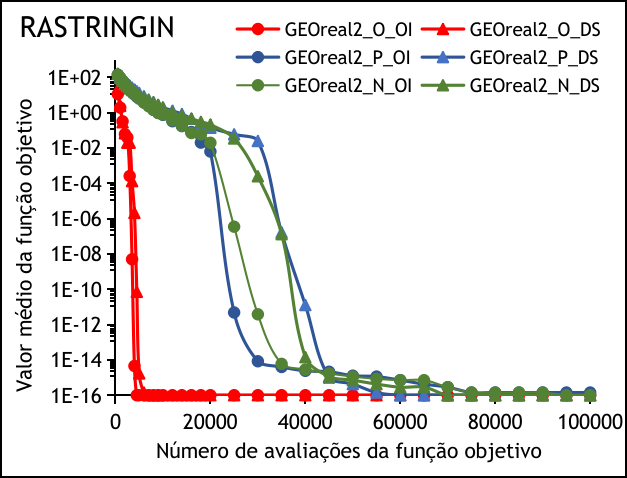 RASTRINGIN
GEOreal2_O_OI GEOreal2_O_DS
GEOreal2_P_OI GEOreal2_P_DS
GEOreal2_N_OI GEOreal2_N_DS
Valor médio da função objetivo
1E+02
1E+00
1E-02
1E-04
1E-06
1E-08
1E-10
1E-12
1E-14
1E-16
0 20000 40000 60000 80000 100000
Número de avaliações da função objetivo